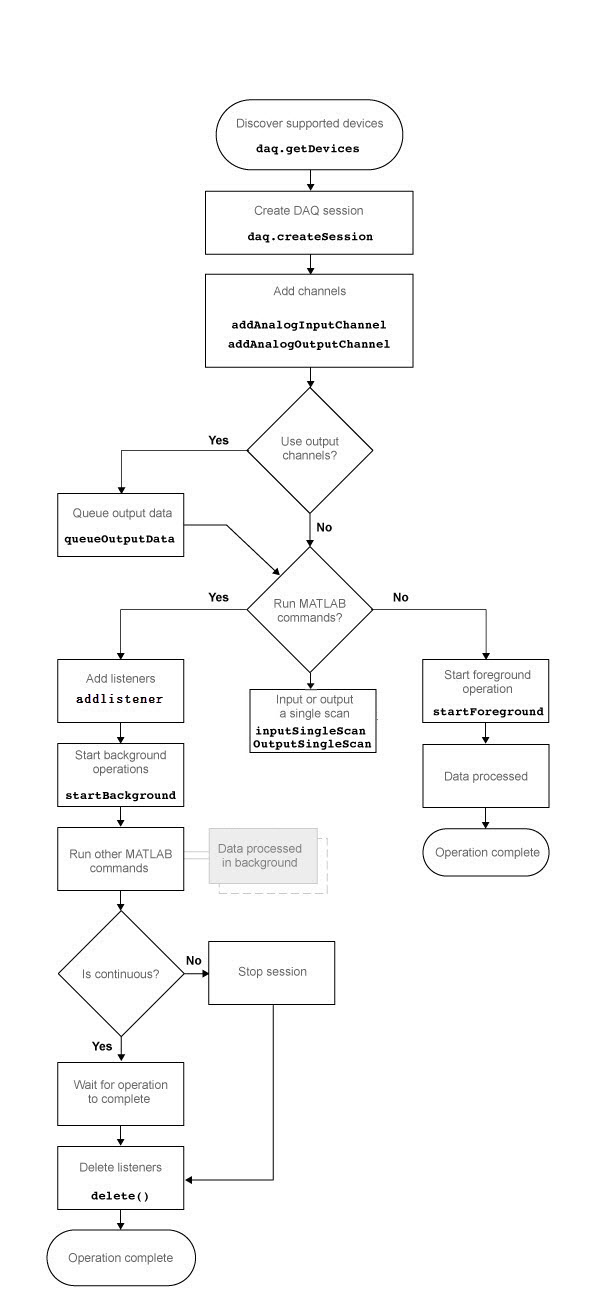 Discover supported devices
daq.getDevices
Create DAQ session
daq.createSession
Add channels
addAnalogInputChannel
addAnalogOutputChannel
Use output
channels?
Yes
No
Queue output data
queueOutputData
Run MATLAB
commands?
Yes
No
Add listeners
addlistener
Input or output
a single scan
inputSingleScan
OutputSingleScan
Start foreground
operation
startForeground
Start background
operations
startBackground
Data processed
Operation complete
Run other MATLAB
commands
Data processed
in background
Is continuous?
No
Stop session
Yes
Wait for operation
to complete
Delete listeners
delete()
Operation complete